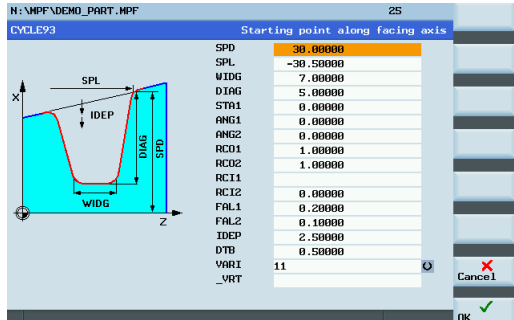 N:\MPF\DEMO_PART.MPF 25
CYCLE93 Starting point along facing axis
SPD 30.00000
SPL -30.50000
WIDG 7.00000
DIAG 5.00000
STA1 0.00000
ANG1 0.00000
ANG2 0.00000
RCO1 1.00000
RCO2 1.00000
RCI1
RCI2 0.00000
FAL1 0.20000
FAL2 0.10000
IDEP 2.50000
DTB 0.50000
VARI 11
_VRT
X
SPL
IDEP
DIAG
SPD
WIDG
Z
Cancel
OK